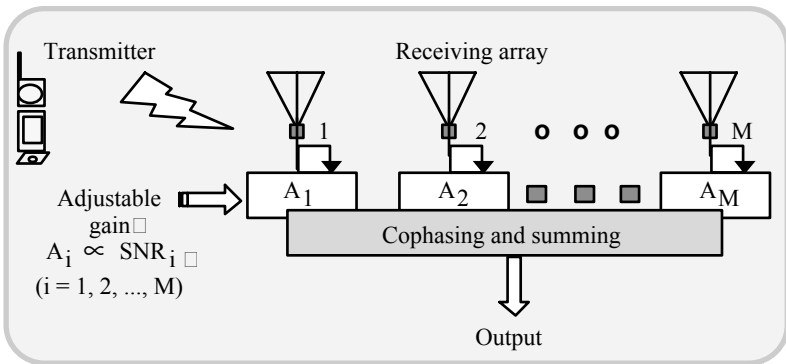 Transmitter
Receiving array
1
2
M
A1
A2
AM
Adjustable
gain□
Ai ∝ SNRi □
(i = 1, 2, ..., M)
Cophasing and summing
Output